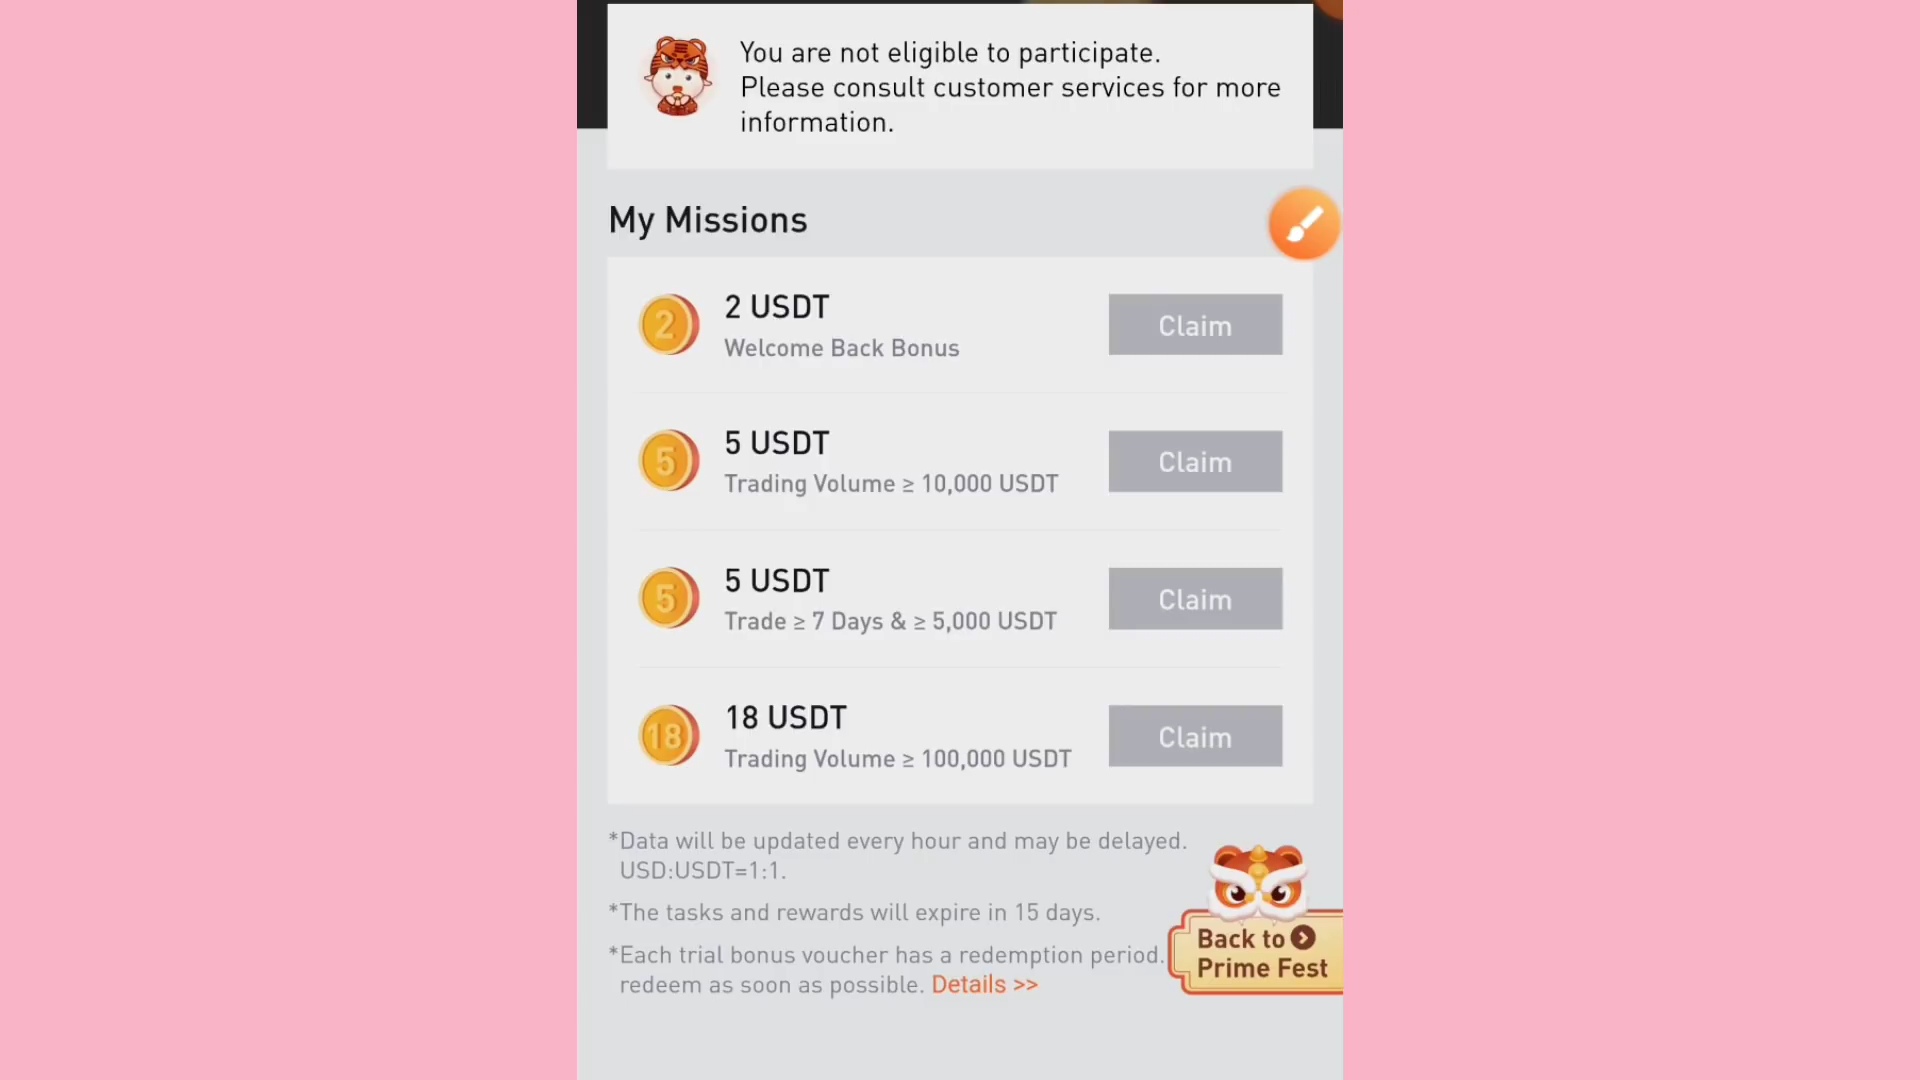 You are not eligible to participate.
Please consult customer services for more
information.
My Missions
2
2 USDT
Welcome Back Bonus
Claim
5
5 USDT
Trading Volume ≥ 10,000 USDT
Claim
5
5 USDT
Trade ≥ 7 Days & ≥ 5,000 USDT
Claim
18
18 USDT
Trading Volume ≥ 100,000 USDT
Claim
*Data will be updated every hour and may be delayed.
USD:USDT=1:1.
*The tasks and rewards will expire in 15 days.
*Each trial bonus voucher has a redemption period.
redeem as soon as possible. Details >>
Back to
Prime Fest